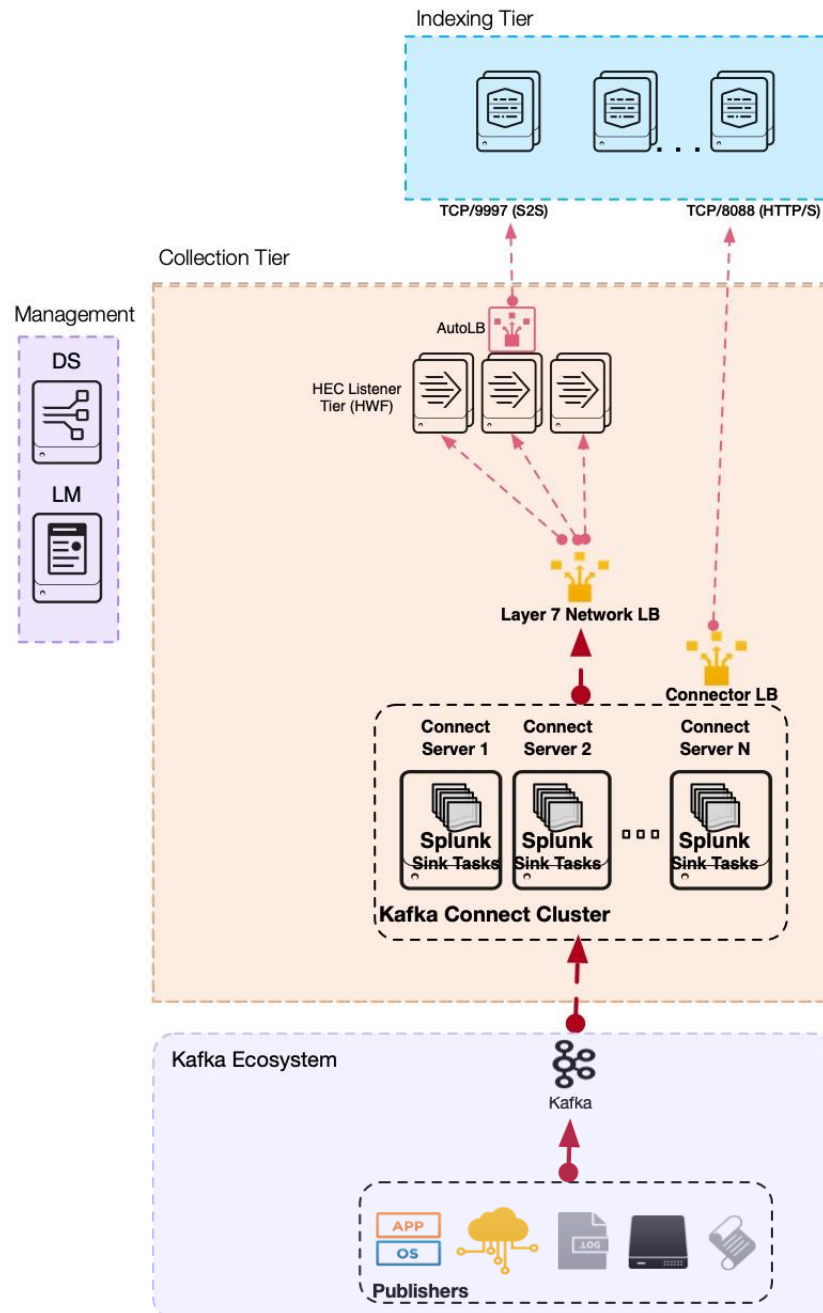 Indexing Tier
. . .
TCP/9997 (S2S)
TCP/8088 (HTTP/S)
Collection Tier
Management
DS
LM
AutoLB
HEC Listener
Tier (HWF)
Layer 7 Network LB
Connector LB
Connect
Server 1
Connect
Server 2
Connect
Server N
Splunk
Sink Tasks
Splunk
Sink Tasks
Splunk
Sink Tasks
Kafka Connect Cluster
Kafka Ecosystem
Kafka
APP
OS
.LOG
Publishers